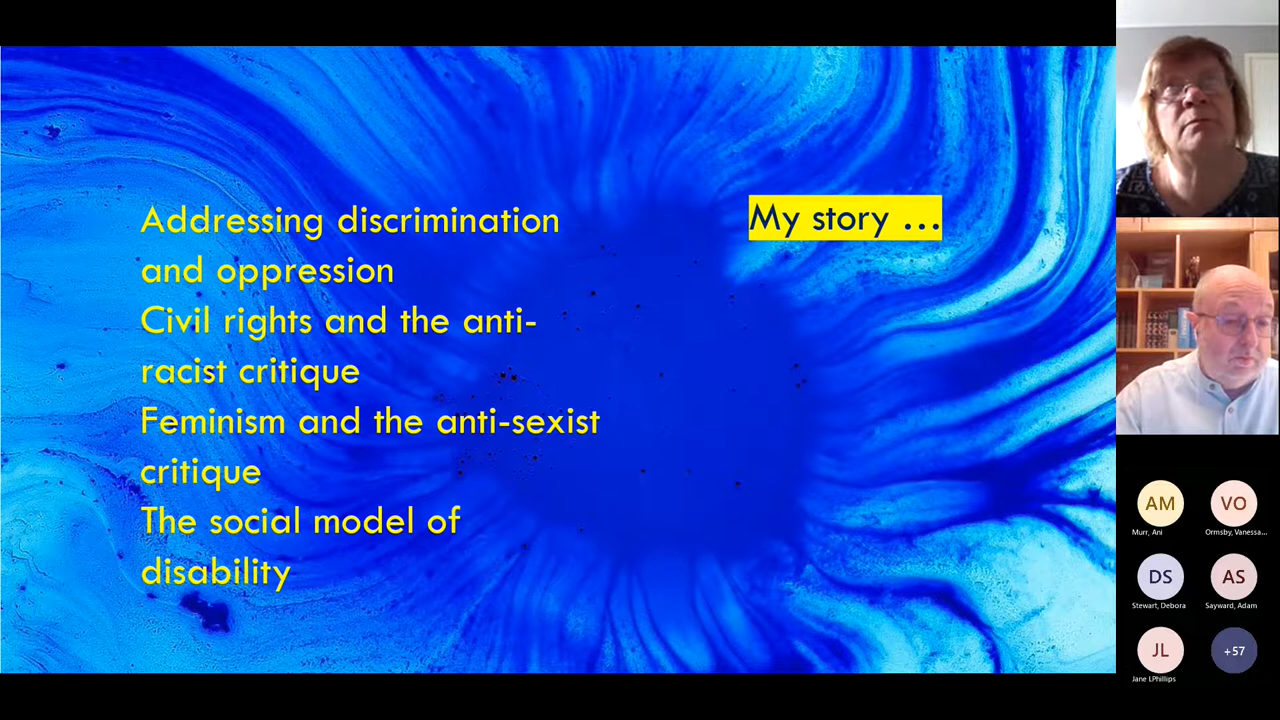 Addressing discrimination
and oppression
Civil rights and the anti-
racist critique
Feminism and the anti-sexist
critique
The social model of
disability
My story ...
AM
VO
Murr, Ani
Ormsby, Vanessa...
DS
AS
Stewart, Debora
Sayward, Adam
JL
+57
Jane LPhillips